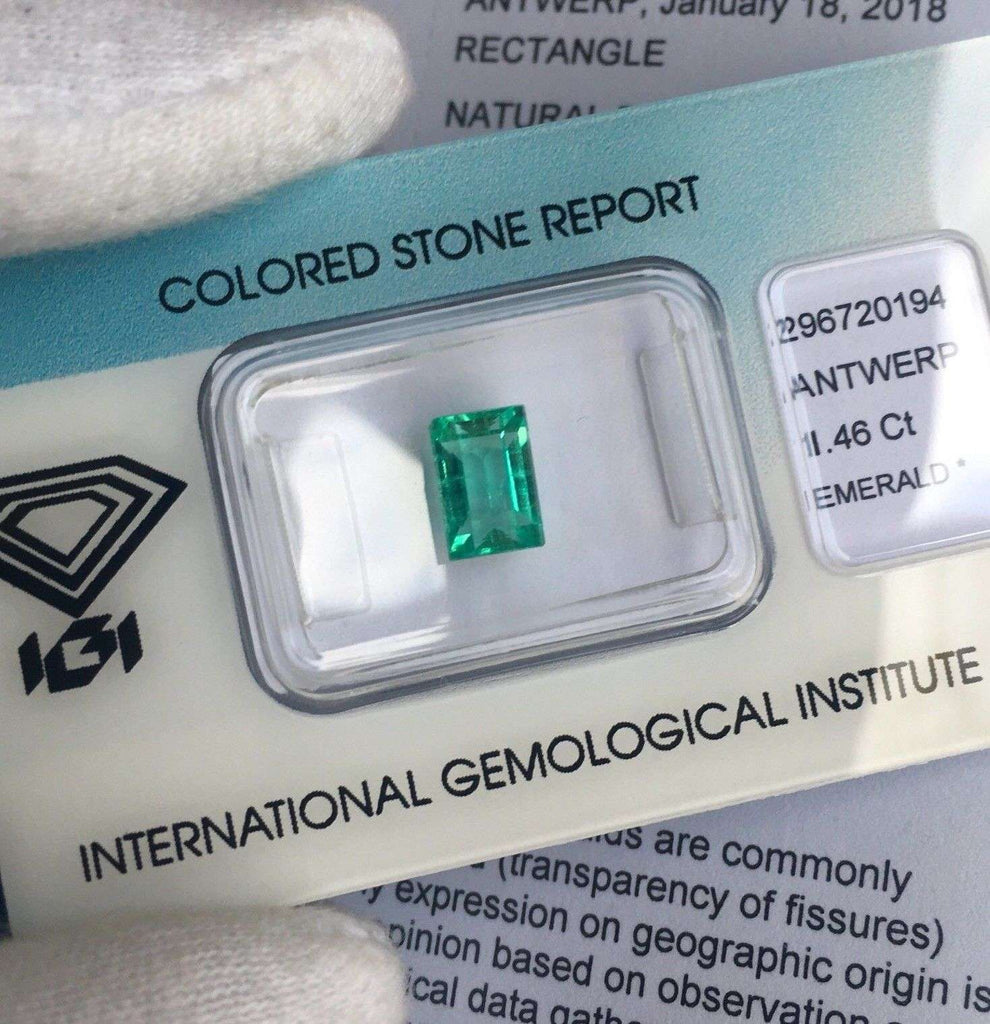 ANTWERP, January 18, 2018
RECTANGLE
NATURAL
COLORED STONE REPORT
296720194
ANTWERP
1.46 Ct
EMERALD *
IGI
INTERNATIONAL GEMOLOGICAL INSTITUTE
are commonly
(transparency of fissures)
expression on geographic origin is
opinion based on observation
data